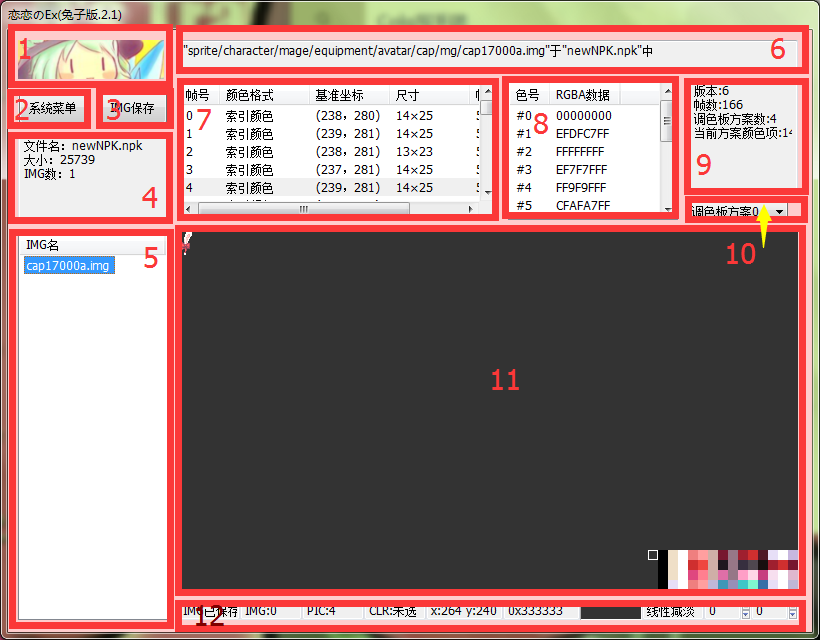 恋恋のEx(兔子版.2.1)
1
"sprite/character/mage/equipment/avatar/cap/mg/cap17000a.img"于"newNPK.npk"中
6
2 系统菜单
3 IMG保存
文件名：newNPK.npk
大小：25739
IMG数：1
4
帧号 颜色格式 基准坐标 尺寸
0 索引颜色 (238，280) 14×25
1 索引颜色 (239，281) 14×25
2 索引颜色 (238，281) 13×23
3 索引颜色 (237，281) 14×25
4 索引颜色 (239，281) 14×25
7
色号 RGBA数据
#0 00000000
#1 EFDFC7FF
#2 FFFFFFFF
#3 EF7F7FFF
#4 FF9F9FFF
#5 CFAFA7FF
8
版本:6
帧数:166
调色板方案数:4
当前方案颜色项:14
9
调色板方案0
10
IMG名
cap17000a.img
5
11
IMG已保存 IMG:0 PIC:4 CLR:未选 x:264 y:240 0x333333 线性减淡 0 0
12